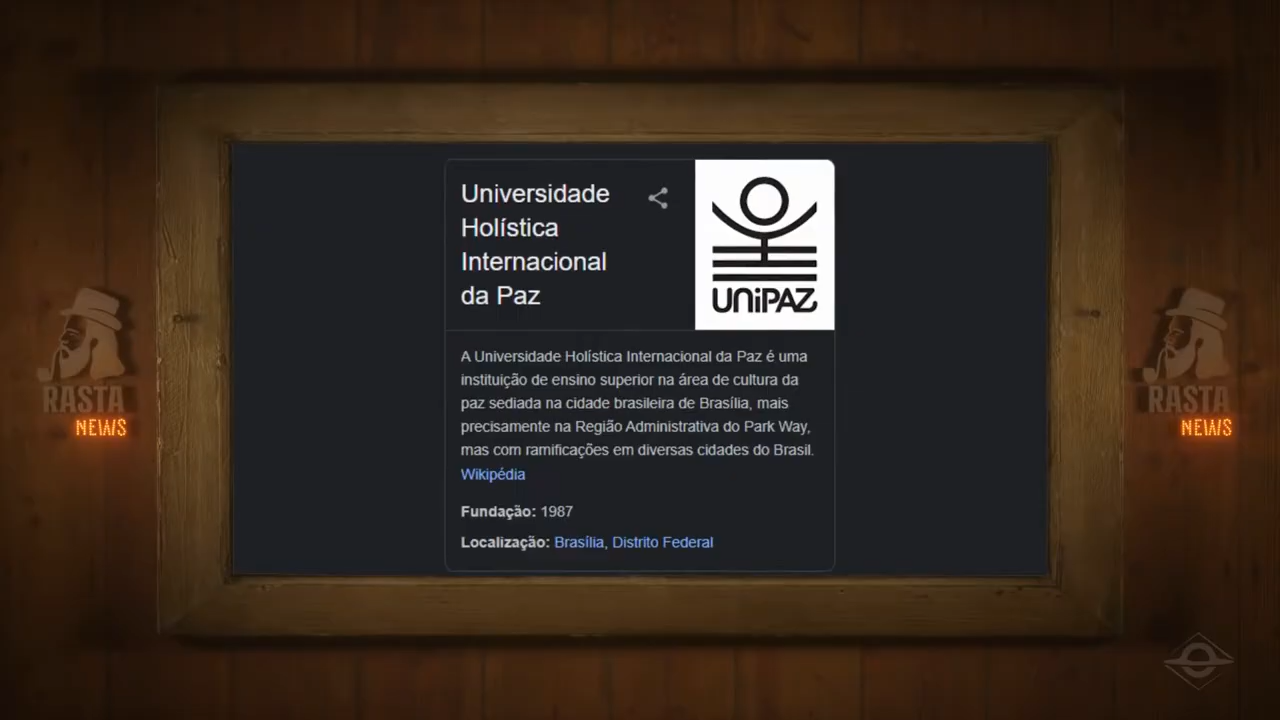 Universidade
Holística
Internacional
da Paz
UNiPAZ
A Universidade Holística Internacional da Paz é uma
instituição de ensino superior na área de cultura da
paz sediada na cidade brasileira de Brasília, mais
precisamente na Região Administrativa do Park Way,
mas com ramificações em diversas cidades do Brasil.
Wikipédia
Fundação: 1987
Localização: Brasília, Distrito Federal
RASTA
NEWS
RASTA
NEWS